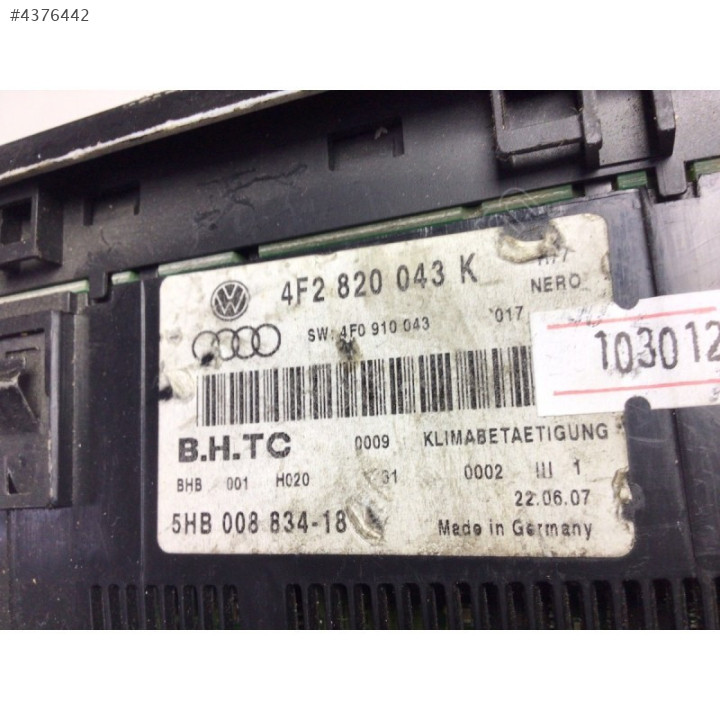 #4376442
4F2 820 043 K
NERO
SW: 4F0 910 043
017
103012
B.H.TC 0009 KLIMABETAETIGUNG
BHB 001 H020 0002 III 1
22.06.07
5HB 008 834-18
Made in Germany